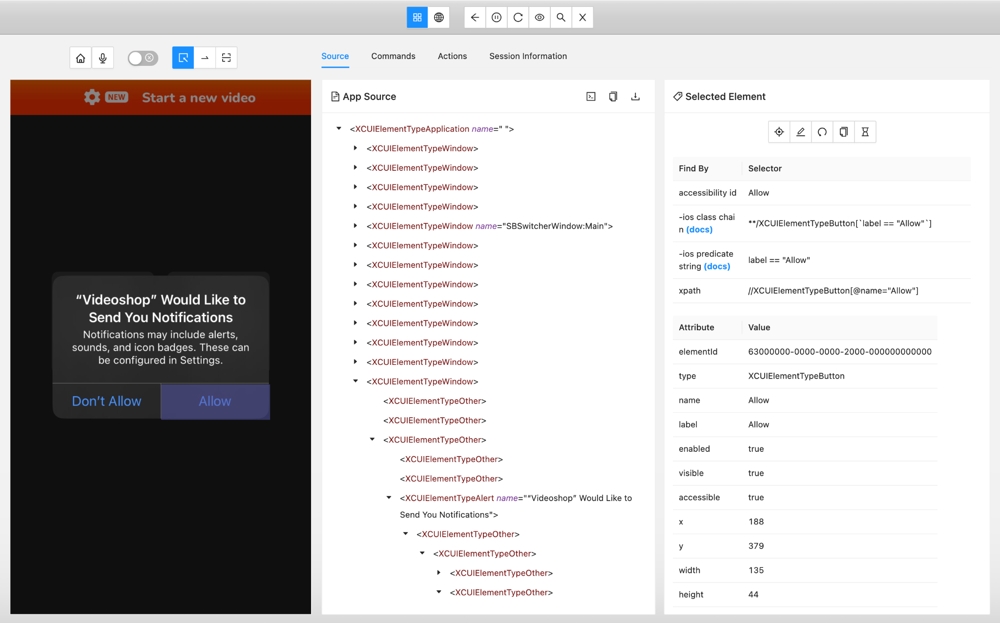 Source
Commands
Actions
Session Information
NEW
Start a new video
“Videoshop” Would Like to
Send You Notifications
Notifications may include alerts,
sounds, and icon badges. These can
be configured in Settings.
Don’t Allow
Allow
App Source
<XCUIElementTypeApplication name=" ">
<XCUIElementTypeWindow>
<XCUIElementTypeWindow>
<XCUIElementTypeWindow>
<XCUIElementTypeWindow>
<XCUIElementTypeWindow name="SBSwitcherWindow:Main">
<XCUIElementTypeWindow>
<XCUIElementTypeWindow>
<XCUIElementTypeWindow>
<XCUIElementTypeWindow>
<XCUIElementTypeWindow>
<XCUIElementTypeWindow>
<XCUIElementTypeWindow>
<XCUIElementTypeWindow>
<XCUIElementTypeOther>
<XCUIElementTypeOther>
<XCUIElementTypeOther>
<XCUIElementTypeOther>
<XCUIElementTypeOther>
<XCUIElementTypeAlert name="“Videoshop” Would Like to
Send You Notifications">
<XCUIElementTypeOther>
<XCUIElementTypeOther>
<XCUIElementTypeOther>
<XCUIElementTypeOther>
Selected Element
Find By Selector
accessibility id Allow
-ios class chai
n (docs) **/XCUIElementTypeButton[`label == "Allow"`]
-ios predicate
string (docs) label == "Allow"
xpath //XCUIElementTypeButton[@name="Allow"]
Attribute Value
elementId 63000000-0000-0000-2000-000000000000
type XCUIElementTypeButton
name Allow
label Allow
enabled true
visible true
accessible true
x 188
y 379
width 135
height 44